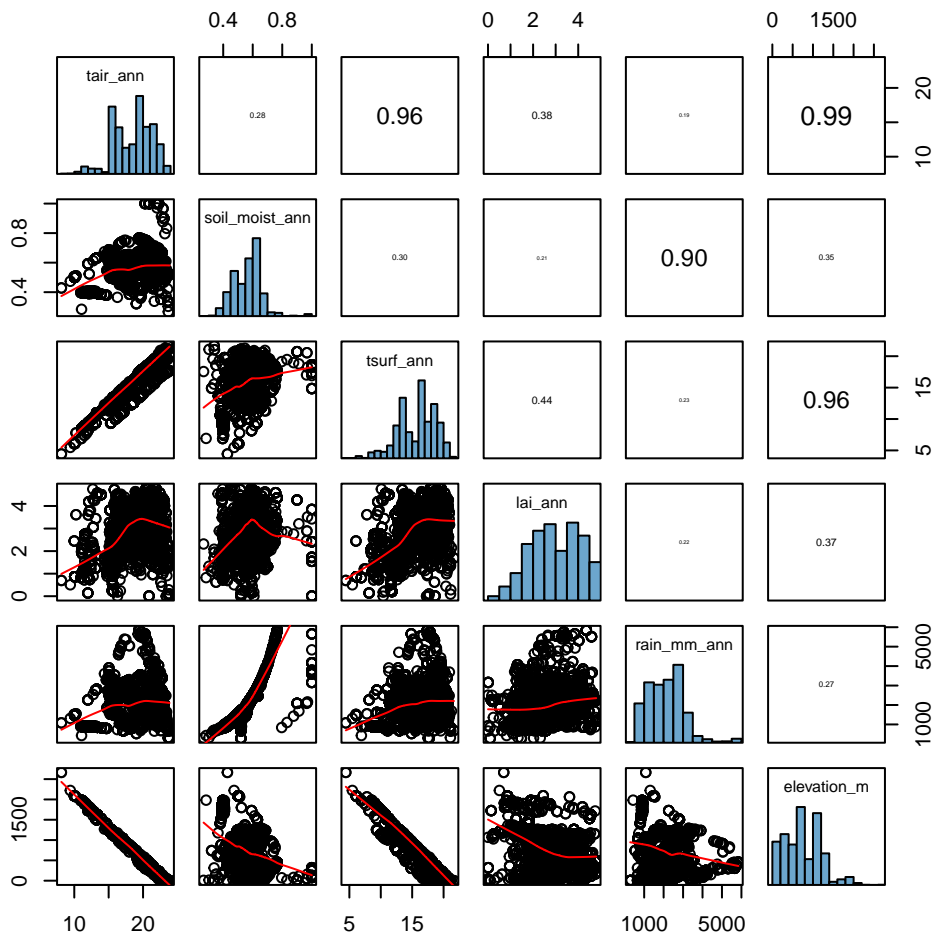 0.4 0.8 0 2 4 0 1500
tair_ann 0.28 0.96 0.38 0.19 0.99 10 20
0.4 0.8 soil_moist_ann 0.30 0.21 0.90 0.35
tsurf_ann 0.44 0.23 0.96 5 15
0 2 4 lai_ann 0.22 0.37
rain_mm_ann 0.27 1000 5000
0 1500 elevation_m
10 20 5 15 1000 5000